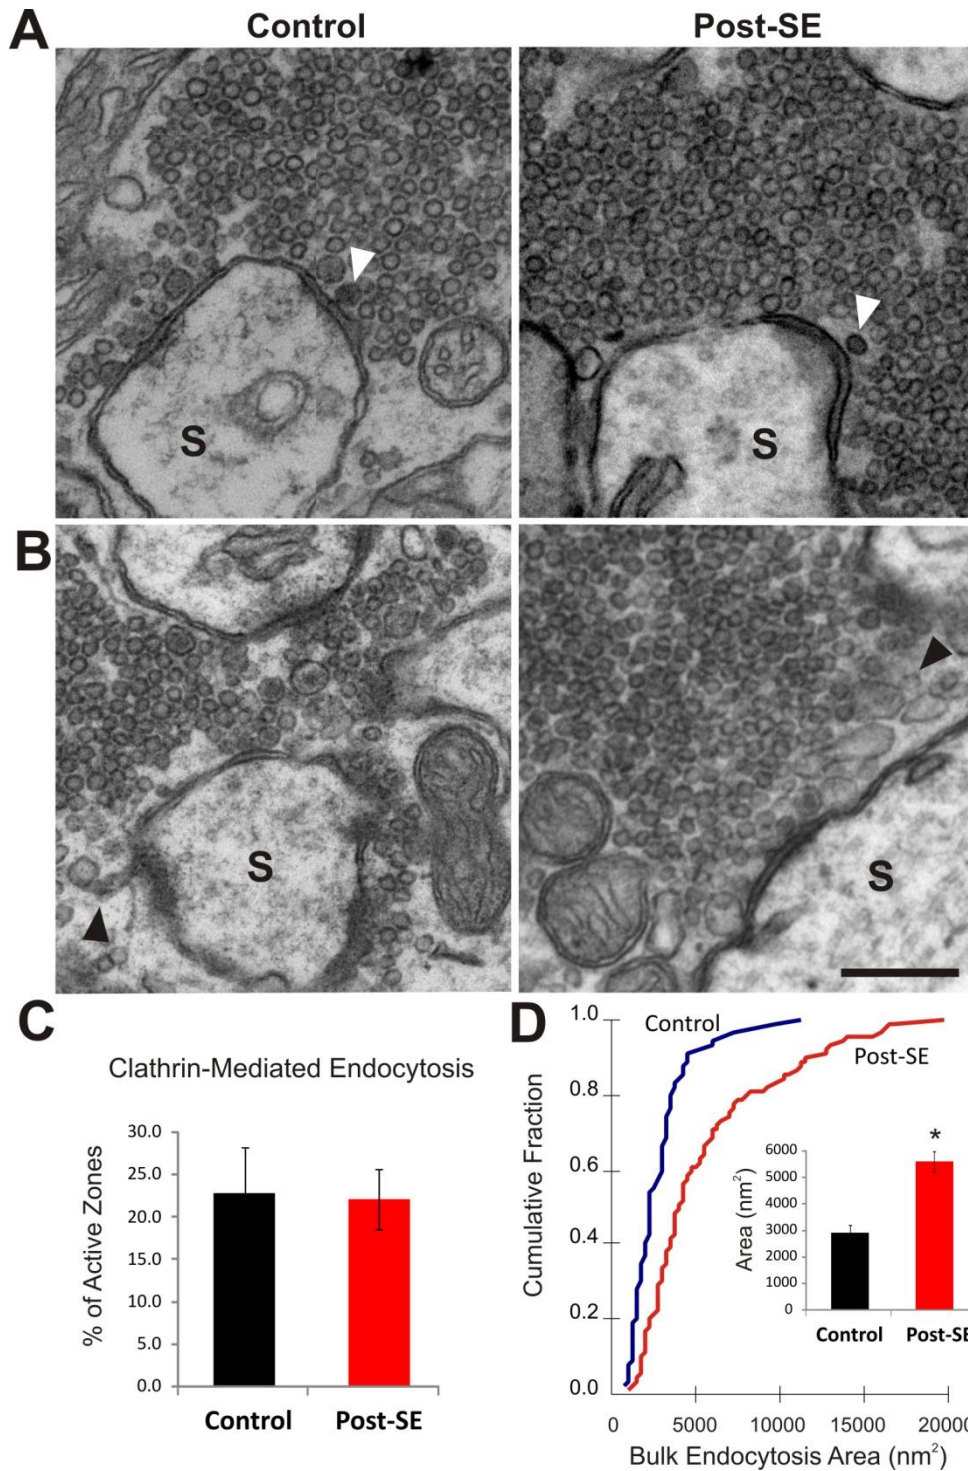 A
Control
Post-SE
S
S
B
S
S
C
Clathrin-Mediated Endocytosis
% of Active Zones
30.0
25.0
20.0
15.0
10.0
5.0
0.0
Control
Post-SE
D
Cumulative Fraction
1.0
0.8
0.6
0.4
0.2
0.0
Control
Post-SE
Area (nm²)
6000
5000
4000
3000
2000
1000
0
*
Control
Post-SE
0
5000
10000
15000
20000
Bulk Endocytosis Area (nm²)